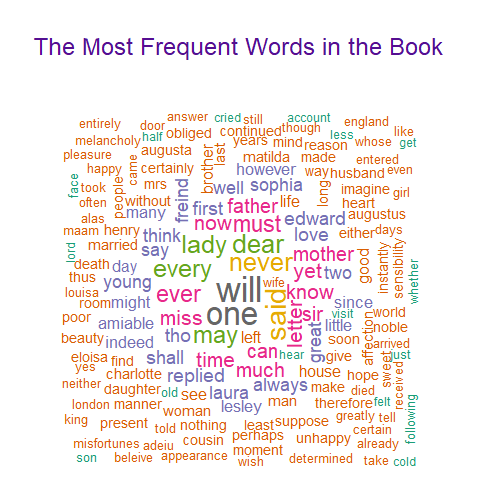 The Most Frequent Words in the Book
answer cried still account
entirely door half obliged continued though england
melancholy years mind less whose like
pleasure augusta brother last matilda made reason get
happy came certainly however way husband entered even
face took people mrs well sophia long imagine girl
often without freind first father life heart
alas many now must edward augustus
maam henry think lady dear love either days
lord married say mother good instantly sensibility
death day every never yet two whether
thus young will wife
louisa room might ever one said know since
poor miss letter sir visit world
amiable tho may left great little affection noble
beauty indeed can hear soon arrived
eloisa find shall time give sweet just
yes charlotte replied much house hope received
neither daughter old see laura always make died
london manner lesley man therefore felt following
king woman greatly tell
present told nothing least suppose certain
misfortunes adeiu cousin perhaps unhappy already
son beleive appearance moment determined take cold
wish